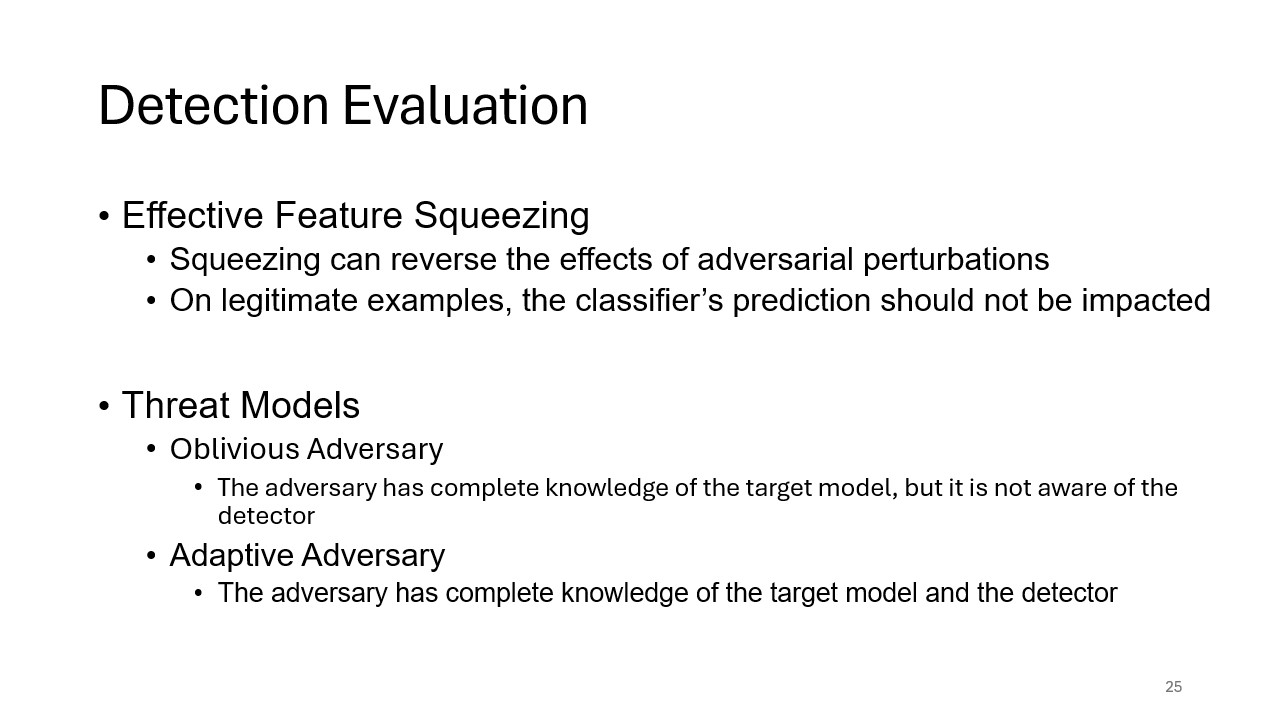 Detection Evaluation
• Effective Feature Squeezing
• Squeezing can reverse the effects of adversarial perturbations
• On legitimate examples, the classifier’s prediction should not be impacted
• Threat Models
• Oblivious Adversary
• The adversary has complete knowledge of the target model, but it is not aware of the
detector
• Adaptive Adversary
• The adversary has complete knowledge of the target model and the detector
25